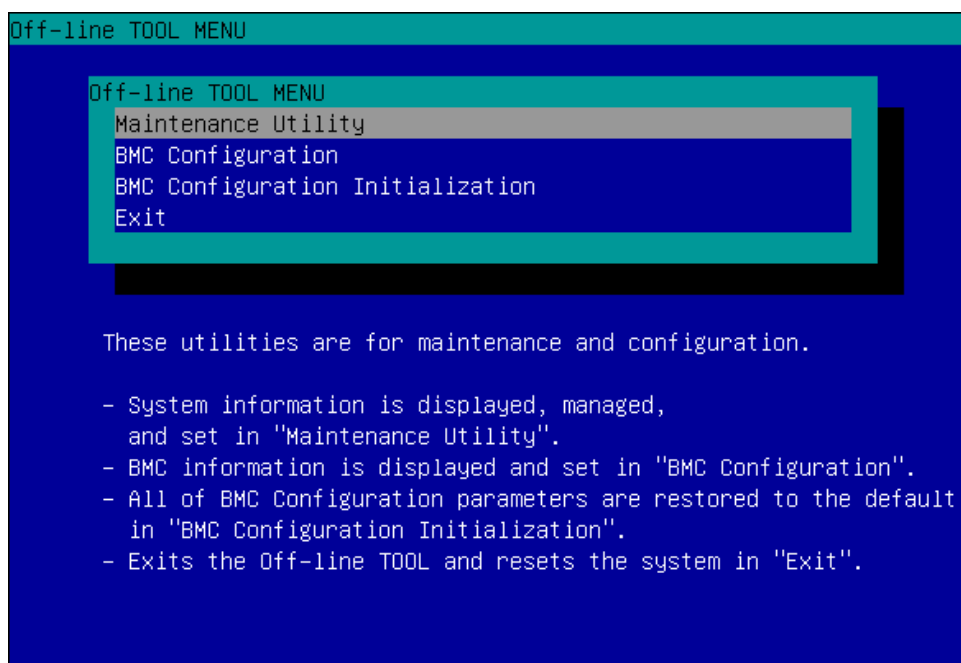 Off-line TOOL MENU
Off-line TOOL MENU
Maintenance Utility
BMC Configuration
BMC Configuration Initialization
Exit
These utilities are for maintenance and configuration.
- System information is displayed, managed,
and set in "Maintenance Utility".
- BMC information is displayed and set in "BMC Configuration".
- All of BMC Configuration parameters are restored to the default
in "BMC Configuration Initialization".
- Exits the Off-line TOOL and resets the system in "Exit".